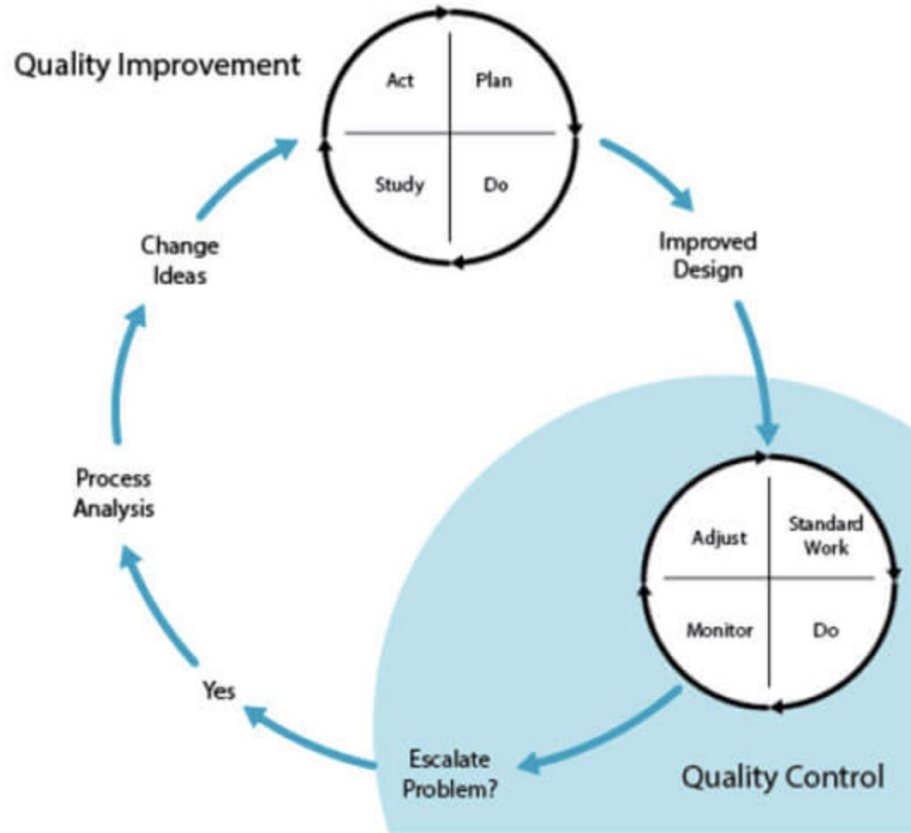 Quality Improvement
Act
Plan
Study
Do
Improved
Design
Change
Ideas
Process
Analysis
Adjust
Standard
Work
Monitor
Do
Yes
Escalate
Problem?
Quality Control